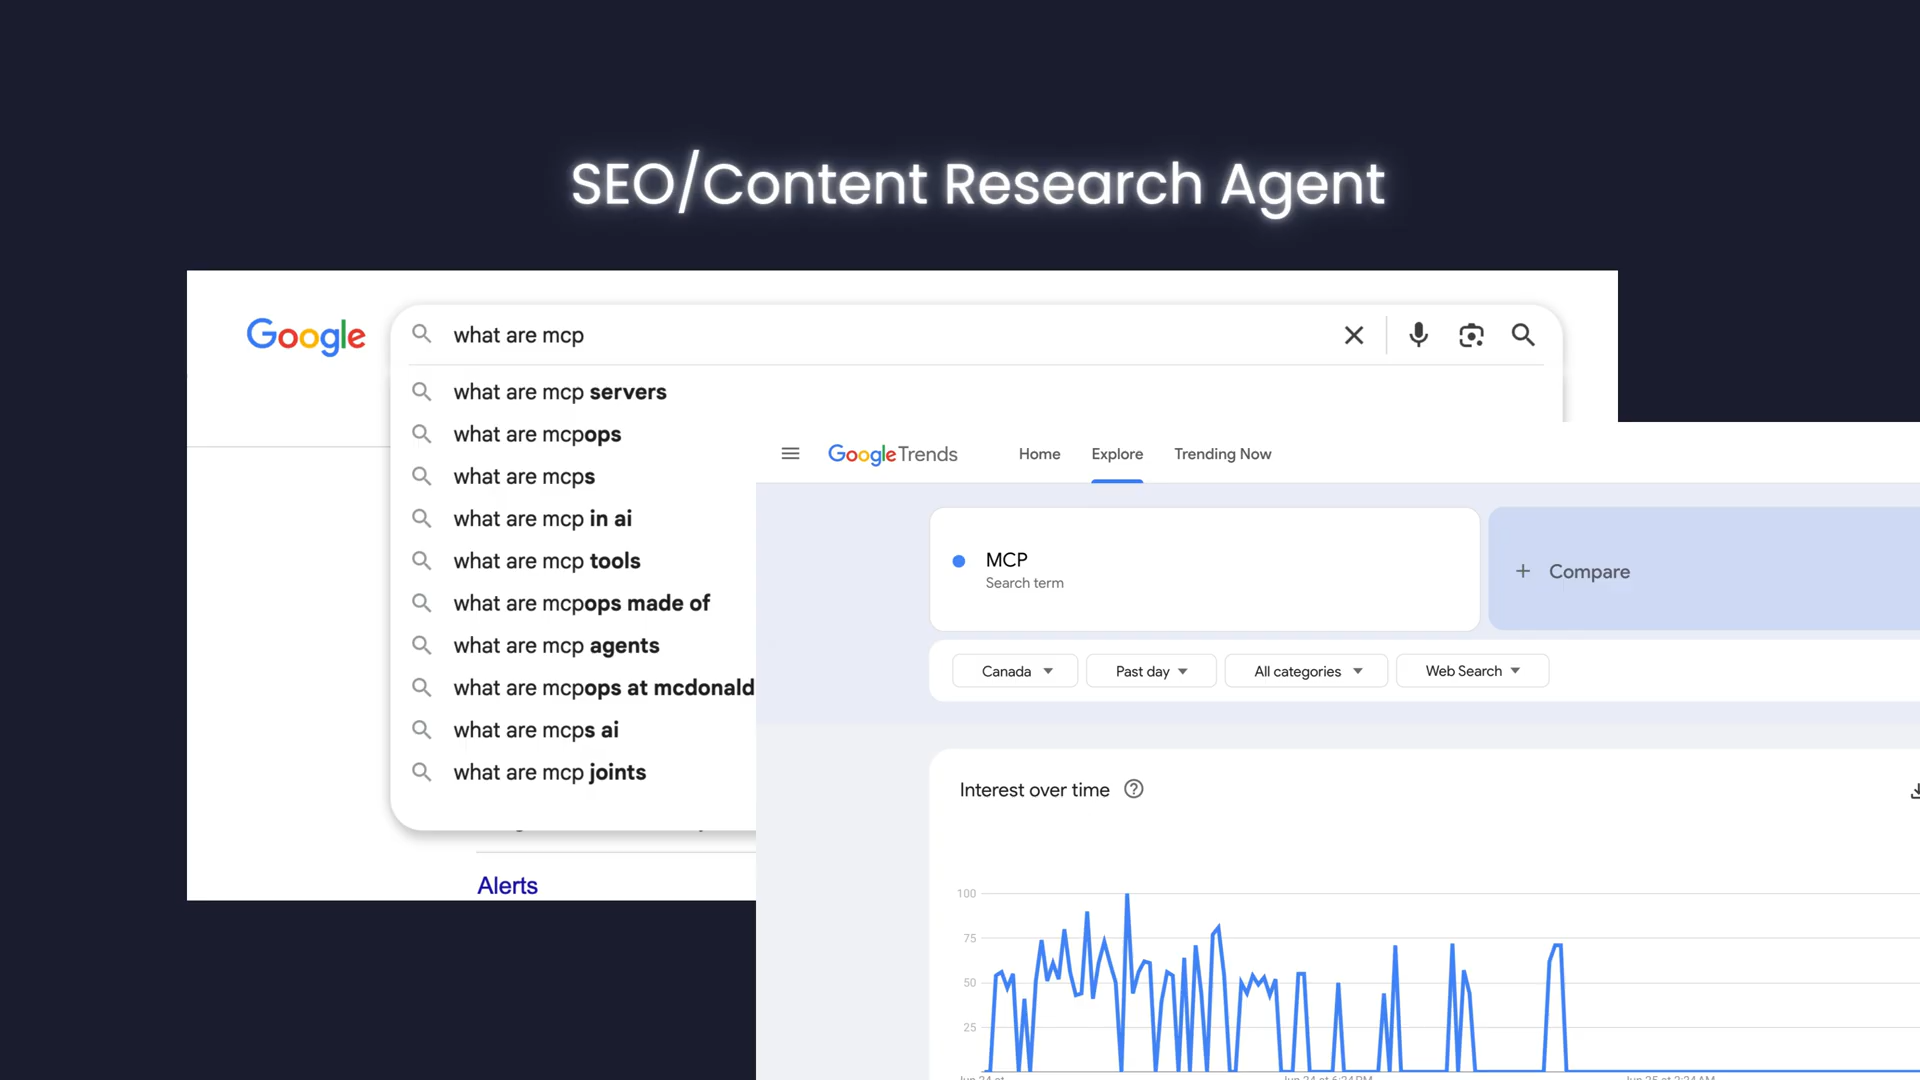 SEO/Content Research Agent
Google
what are mcp
what are mcp servers
what are mcpops
what are mcps
what are mcp in ai
what are mcp tools
what are mcpops made of
what are mcp agents
what are mcpops at mcdonald
what are mcps ai
what are mcp joints
Alerts
Google Trends
Home Explore Trending Now
MCP
Search term
+ Compare
Canada Past day All categories Web Search
Interest over time
100
75
50
25